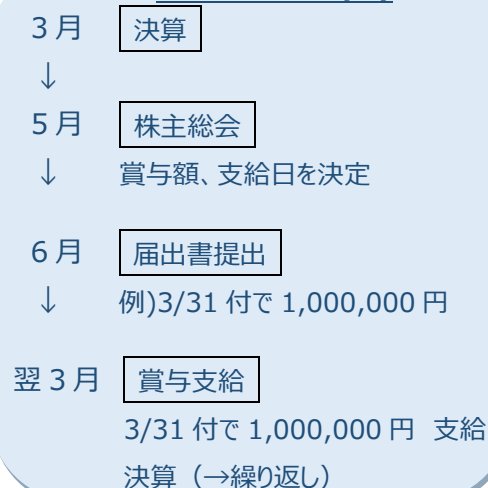 3月 決算
↓
5月 株主総会
↓ 賞与額、支給日を決定
6月 届出書提出
↓ 例)3/31 付で 1,000,000 円
翌3月 賞与支給
3/31 付で 1,000,000 円 支給
決算（→繰り返し）